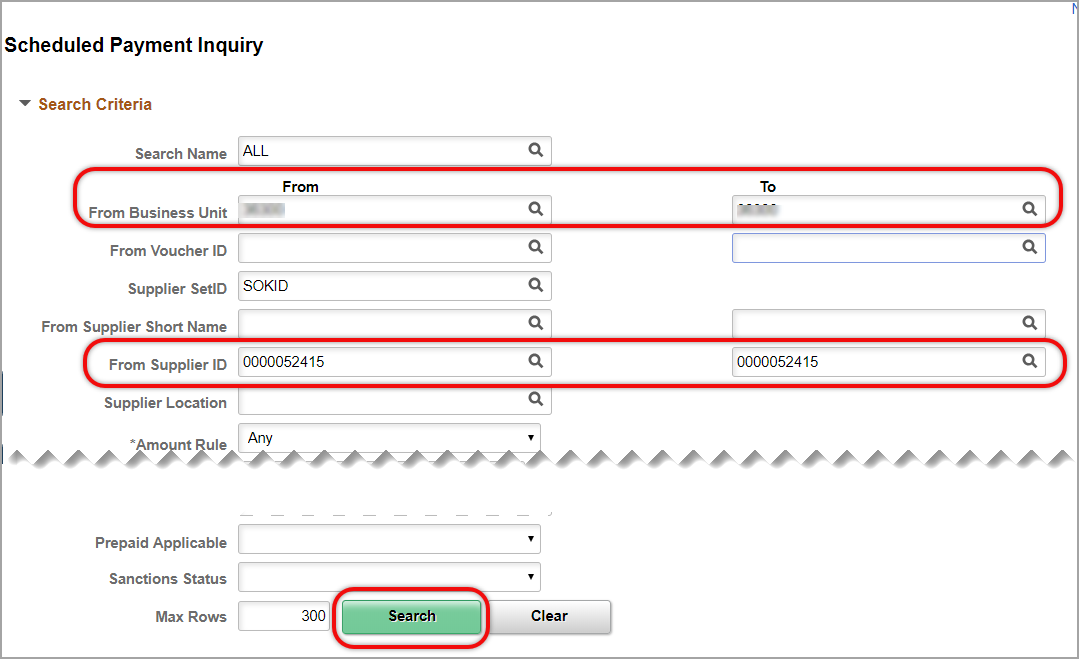 Scheduled Payment Inquiry
Search Criteria
Search Name ALL
From To
From Business Unit
From Voucher ID
Supplier SetID SOKID
From Supplier Short Name
From Supplier ID 0000052415 0000052415
Supplier Location
*Amount Rule Any
Prepaid Applicable
Sanctions Status
Max Rows 300 Search Clear